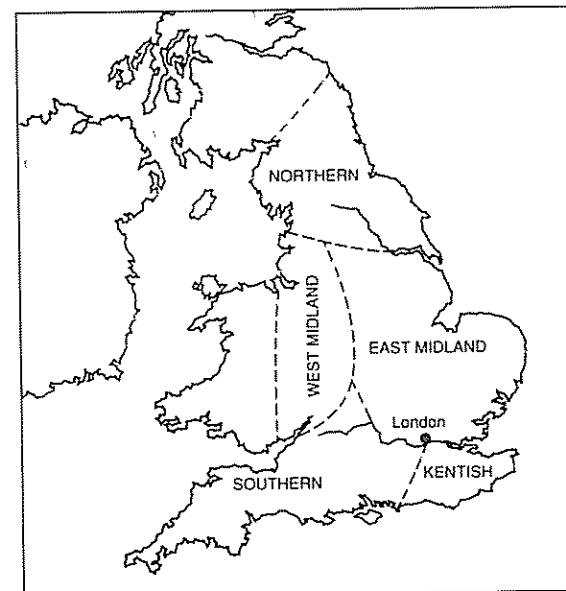 NORTHERN
WEST MIDLAND
EAST MIDLAND
London
SOUTHERN
KENTISH